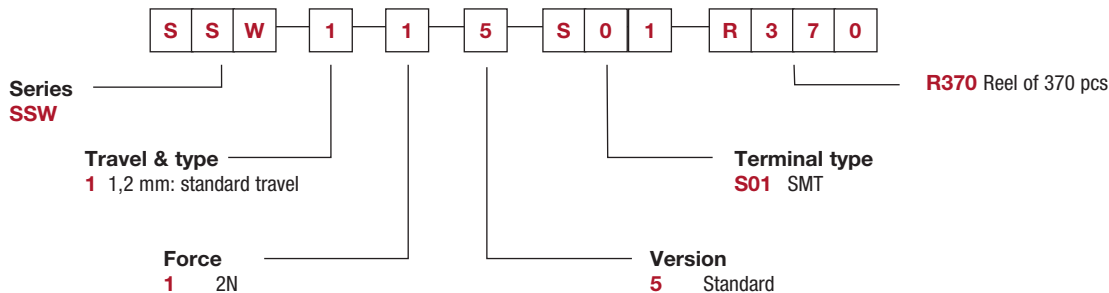 S S W 1 1 5 S 0 1 R 3 7 0
Series
SSW
R370 Reel of 370 pcs
Travel & type
1 1,2 mm: standard travel
Terminal type
S01 SMT
Force
1 2N
Version
5 Standard